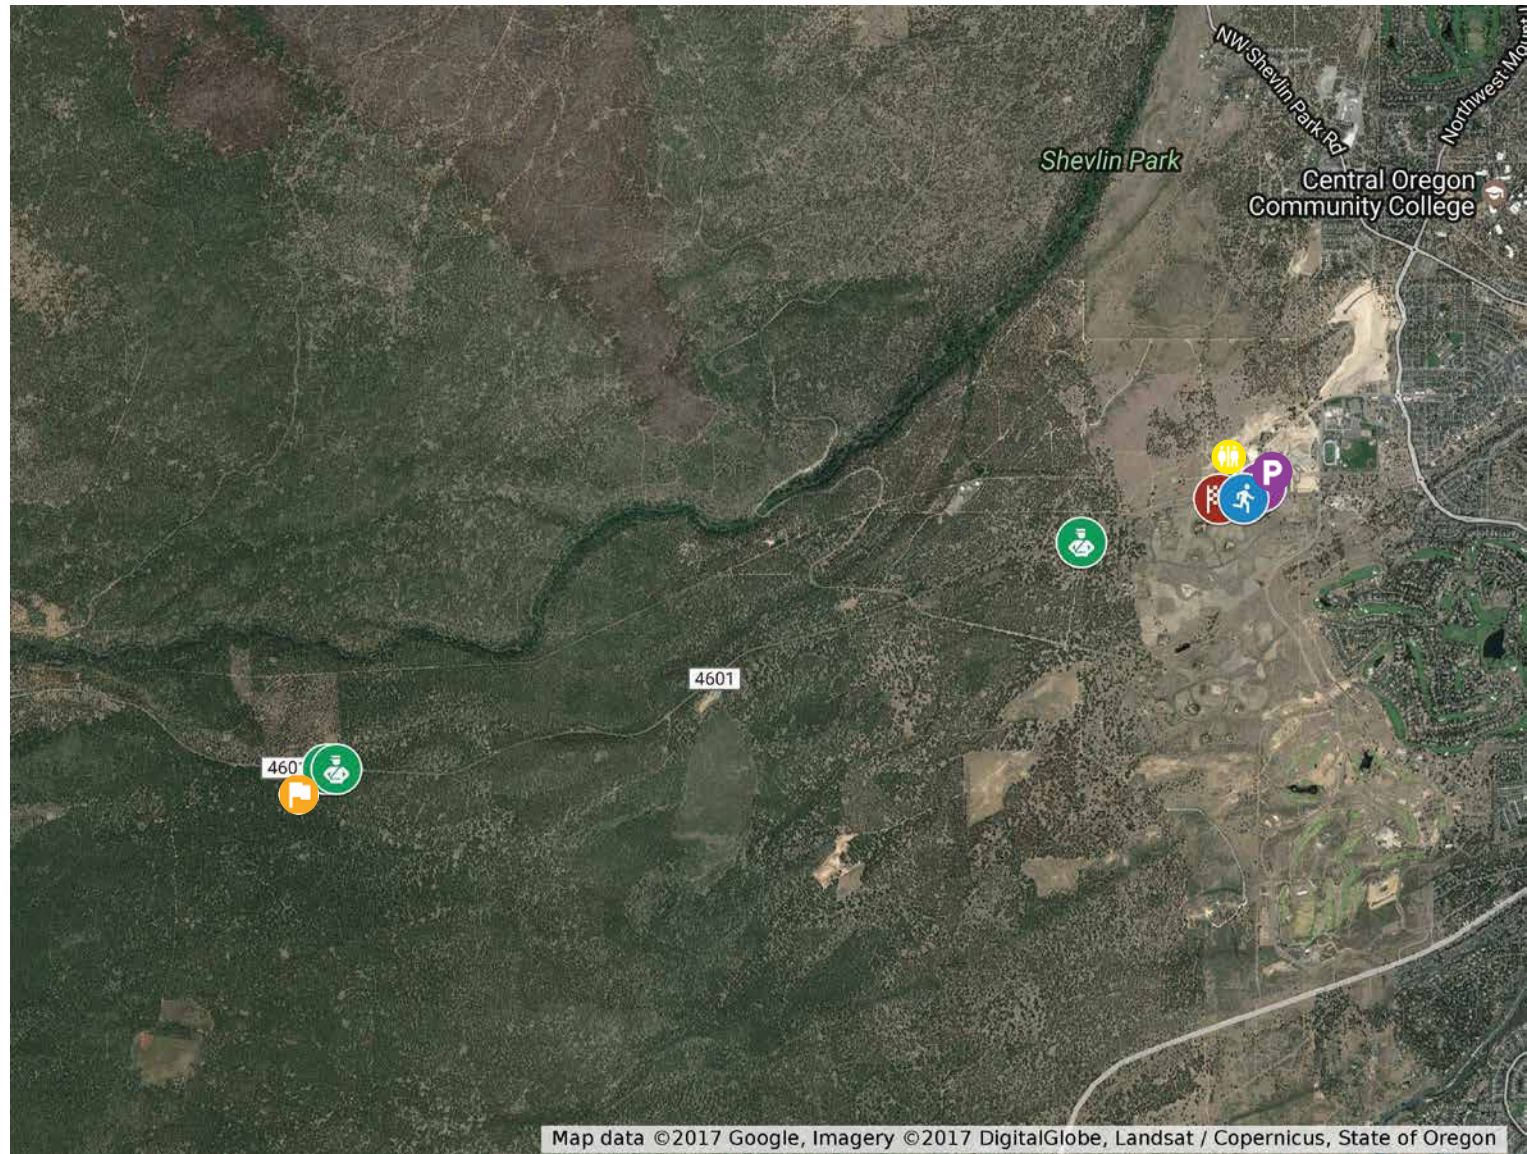 NW Shevlin Park Rd
Northwest Mount
Shevlin Park
Central Oregon
Community College
P
4601
460
Map data ©2017 Google, Imagery ©2017 DigitalGlobe, Landsat / Copernicus, State of Oregon